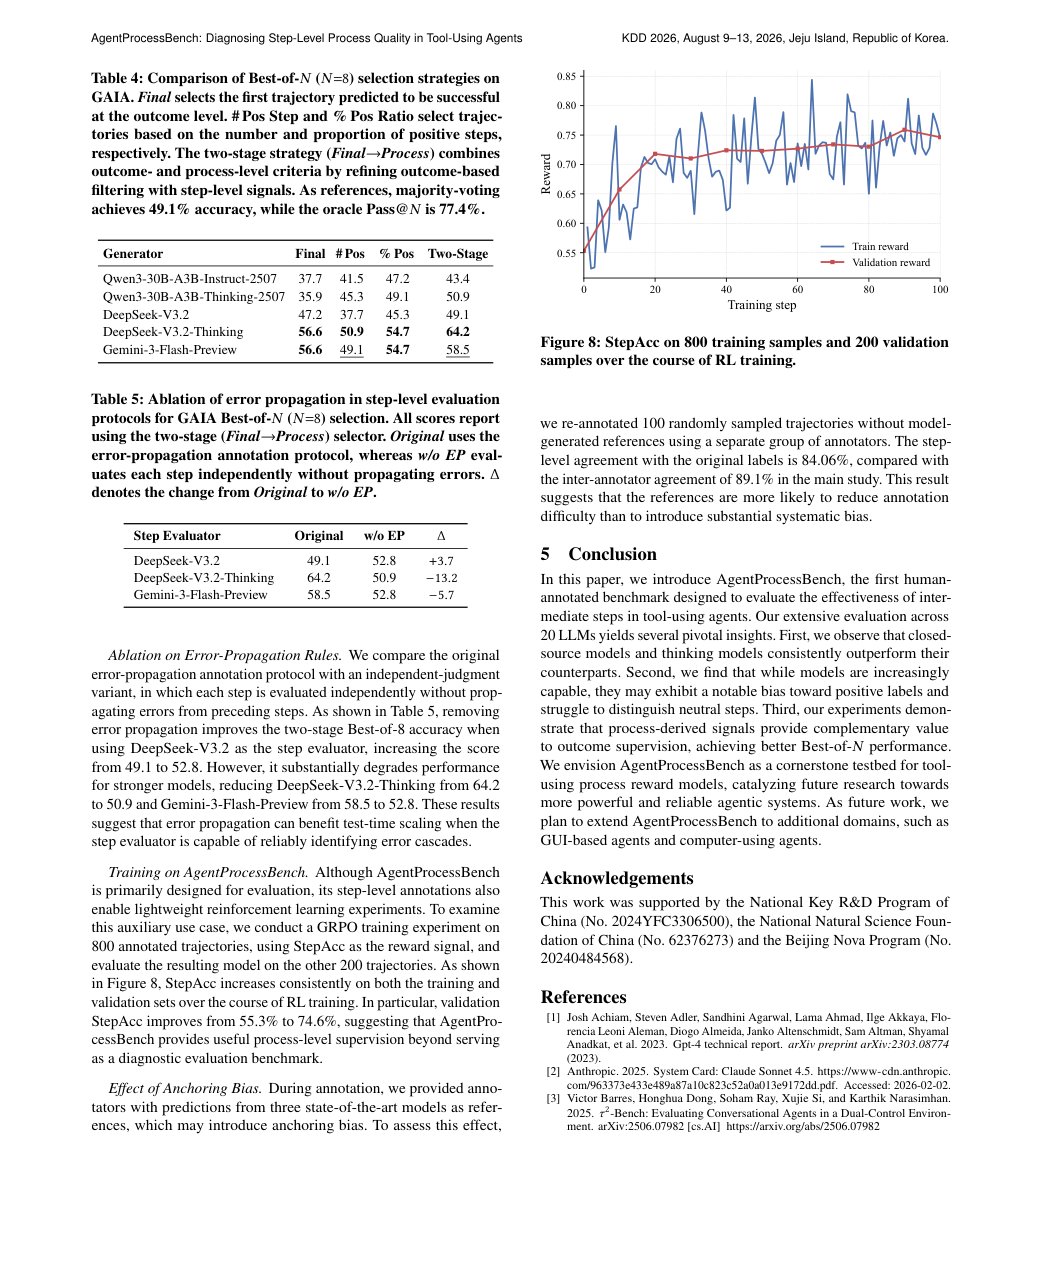 AgentProcessBench: Diagnosing Step-Level Process Quality in Tool-Using Agents
KDD 2026, August 9–13, 2026, Jeju Island, Republic of Korea.
Table 4: Comparison of Best-of-N (N=8) selection strategies on
GAIA. Final selects the first trajectory predicted to be successful
at the outcome level. # Pos Step and % Pos Ratio select trajec-
tories based on the number and proportion of positive steps,
respectively. The two-stage strategy (Final→Process) combines
outcome- and process-level criteria by refining outcome-based
filtering with step-level signals. As references, majority-voting
achieves 49.1% accuracy, while the oracle Pass@N is 77.4%.
Generator Final # Pos % Pos Two-Stage
Qwen3-30B-A3B-Instruct-2507 37.7 41.5 47.2 43.4
Qwen3-30B-A3B-Thinking-2507 35.9 45.3 49.1 50.9
DeepSeek-V3.2 47.2 37.7 45.3 49.1
DeepSeek-V3.2-Thinking 56.6 50.9 54.7 64.2
Gemini-3-Flash-Preview 56.6 49.1 54.7 58.5
Table 5: Ablation of error propagation in step-level evaluation
protocols for GAIA Best-of-N (N=8) selection. All scores report
using the two-stage (Final→Process) selector. Original uses the
error-propagation annotation protocol, whereas w/o EP eval-
uates each step independently without propagating errors. Δ
denotes the change from Original to w/o EP.
Step Evaluator Original w/o EP Δ
DeepSeek-V3.2 49.1 52.8 +3.7
DeepSeek-V3.2-Thinking 64.2 50.9 −13.2
Gemini-3-Flash-Preview 58.5 52.8 −5.7
Ablation on Error-Propagation Rules. We compare the original
error-propagation annotation protocol with an independent-judgment
variant, in which each step is evaluated independently without prop-
agating errors from preceding steps. As shown in Table 5, removing
error propagation improves the two-stage Best-of-8 accuracy when
using DeepSeek-V3.2 as the step evaluator, increasing the score
from 49.1 to 52.8. However, it substantially degrades performance
for stronger models, reducing DeepSeek-V3.2-Thinking from 64.2
to 50.9 and Gemini-3-Flash-Preview from 58.5 to 52.8. These results
suggest that error propagation can benefit test-time scaling when the
step evaluator is capable of reliably identifying error cascades.
Training on AgentProcessBench. Although AgentProcessBench
is primarily designed for evaluation, its step-level annotations also
enable lightweight reinforcement learning experiments. To examine
this auxiliary use case, we conduct a GRPO training experiment on
800 annotated trajectories, using StepAcc as the reward signal, and
evaluate the resulting model on the other 200 trajectories. As shown
in Figure 8, StepAcc increases consistently on both the training and
validation sets over the course of RL training. In particular, validation
StepAcc improves from 55.3% to 74.6%, suggesting that AgentPro-
cessBench provides useful process-level supervision beyond serving
as a diagnostic evaluation benchmark.
Effect of Anchoring Bias. During annotation, we provided anno-
tators with predictions from three state-of-the-art models as refer-
ences, which may introduce anchoring bias. To assess this effect,
0.85
0.80
0.75
0.70
0.65
0.60
0.55
Reward
Train reward
Validation reward
0 20 40 60 80 100
Training step
Figure 8: StepAcc on 800 training samples and 200 validation
samples over the course of RL training.
we re-annotated 100 randomly sampled trajectories without model-
generated references using a separate group of annotators. The step-
level agreement with the original labels is 84.06%, compared with
the inter-annotator agreement of 89.1% in the main study. This result
suggests that the references are more likely to reduce annotation
difficulty than to introduce substantial systematic bias.
5 Conclusion
In this paper, we introduce AgentProcessBench, the first human-
annotated benchmark designed to evaluate the effectiveness of inter-
mediate steps in tool-using agents. Our extensive evaluation across
20 LLMs yields several pivotal insights. First, we observe that closed-
source models and thinking models consistently outperform their
counterparts. Second, we find that while models are increasingly
capable, they may exhibit a notable bias toward positive labels and
struggle to distinguish neutral steps. Third, our experiments demon-
strate that process-derived signals provide complementary value
to outcome supervision, achieving better Best-of-N performance.
We envision AgentProcessBench as a cornerstone testbed for tool-
using process reward models, catalyzing future research towards
more powerful and reliable agentic systems. As future work, we
plan to extend AgentProcessBench to additional domains, such as
GUI-based agents and computer-using agents.
Acknowledgements
This work was supported by the National Key R&D Program of
China (No. 2024YFC3306500), the National Natural Science Foun-
dation of China (No. 62376273) and the Beijing Nova Program (No.
20240484568).
References
[1] Josh Achiam, Steven Adler, Sandhini Agarwal, Lama Ahmad, Ilge Akkaya, Flo-
rencia Leoni Aleman, Diogo Almeida, Janko Altenschmidt, Sam Altman, Shyamal
Anadkat, et al. 2023. Gpt-4 technical report. arXiv preprint arXiv:2303.08774
(2023).
[2] Anthropic. 2025. System Card: Claude Sonnet 4.5. https://www-cdn.anthropic.
com/963373e433e489a87a10c823c52a0a013e9172dd.pdf. Accessed: 2026-02-02.
[3] Victor Barres, Honghua Dong, Soham Ray, Xujie Si, and Karthik Narasimhan.
2025. τ²-Bench: Evaluating Conversational Agents in a Dual-Control Environ-
ment. arXiv:2506.07982 [cs.AI] https://arxiv.org/abs/2506.07982